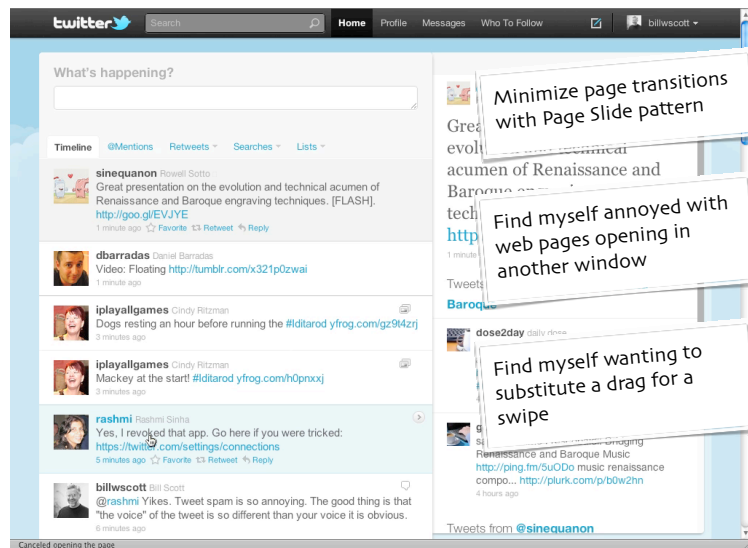 twitter
Search
Home
Profile
Messages
Who To Follow
billwscott
What's happening?
Timeline
@Mentions
Retweets
Searches
Lists
sinequanon Rowell Sotto
Great presentation on the evolution and technical acumen of
Renaissance and Baroque engraving techniques. [FLASH].
http://goo.gl/EVJYE
1 minute ago Favorite Retweet Reply
dbarradas Daniel Barradas
Video: Floating http://tumblr.com/x321p0zwai
1 minute ago
iplayallgames Cindy Ritzman
Dogs resting an hour before running the #Iditarod yfrog.com/gz9t4zrj
3 minutes ago
iplayallgames Cindy Ritzman
Mackey at the start! #Iditarod yfrog.com/h0pnxxj
3 minutes ago
rashmi Rashmi Sinha
Yes, I revoked that app. Go here if you were tricked:
https://twitter.com/settings/connections
5 minutes ago Favorite Retweet Reply
billwscott Bill Scott
@rashmi Yikes. Tweet spam is so annoying. The good thing is that
"the voice" of the tweet is so different than your voice it is obvious.
6 minutes ago
Minimize page transitions
with Page Slide pattern
acumen of Renaissance and
Find myself annoyed with
web pages opening in
another window
1 minute
Tweets
Baroque
dose2day daily dose
Find myself wanting to
substitute a drag for a
swipe
Renaissance and Baroque Music
http://ping.fm/5uODo music renaissance
compo... http://plurk.com/p/b0w2hn
4 hours ago
Tweets from @sinequanon
Canceled opening the page